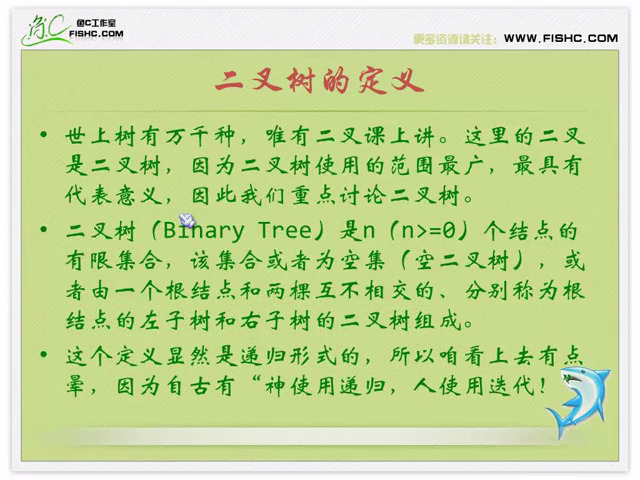 鱼C 鱼C工作室
FISHC.COM
更多资源请关注：WWW.FISHC.COM
二叉树的定义
• 世上树有万千种，唯有二叉课上讲。这里的二叉
是二叉树，因为二叉树使用的范围最广，最具有
代表意义，因此我们重点讨论二叉树。
• 二叉树（Binary Tree）是n（n>=0）个结点的
有限集合，该集合或者为空集（空二叉树），或
者由一个根结点和两棵互不相交的、分别称为根
结点的左子树和右子树的二叉树组成。
• 这个定义显然是递归形式的，所以咱看上去有点
晕，因为自古有“神使用递归，人使用迭代！